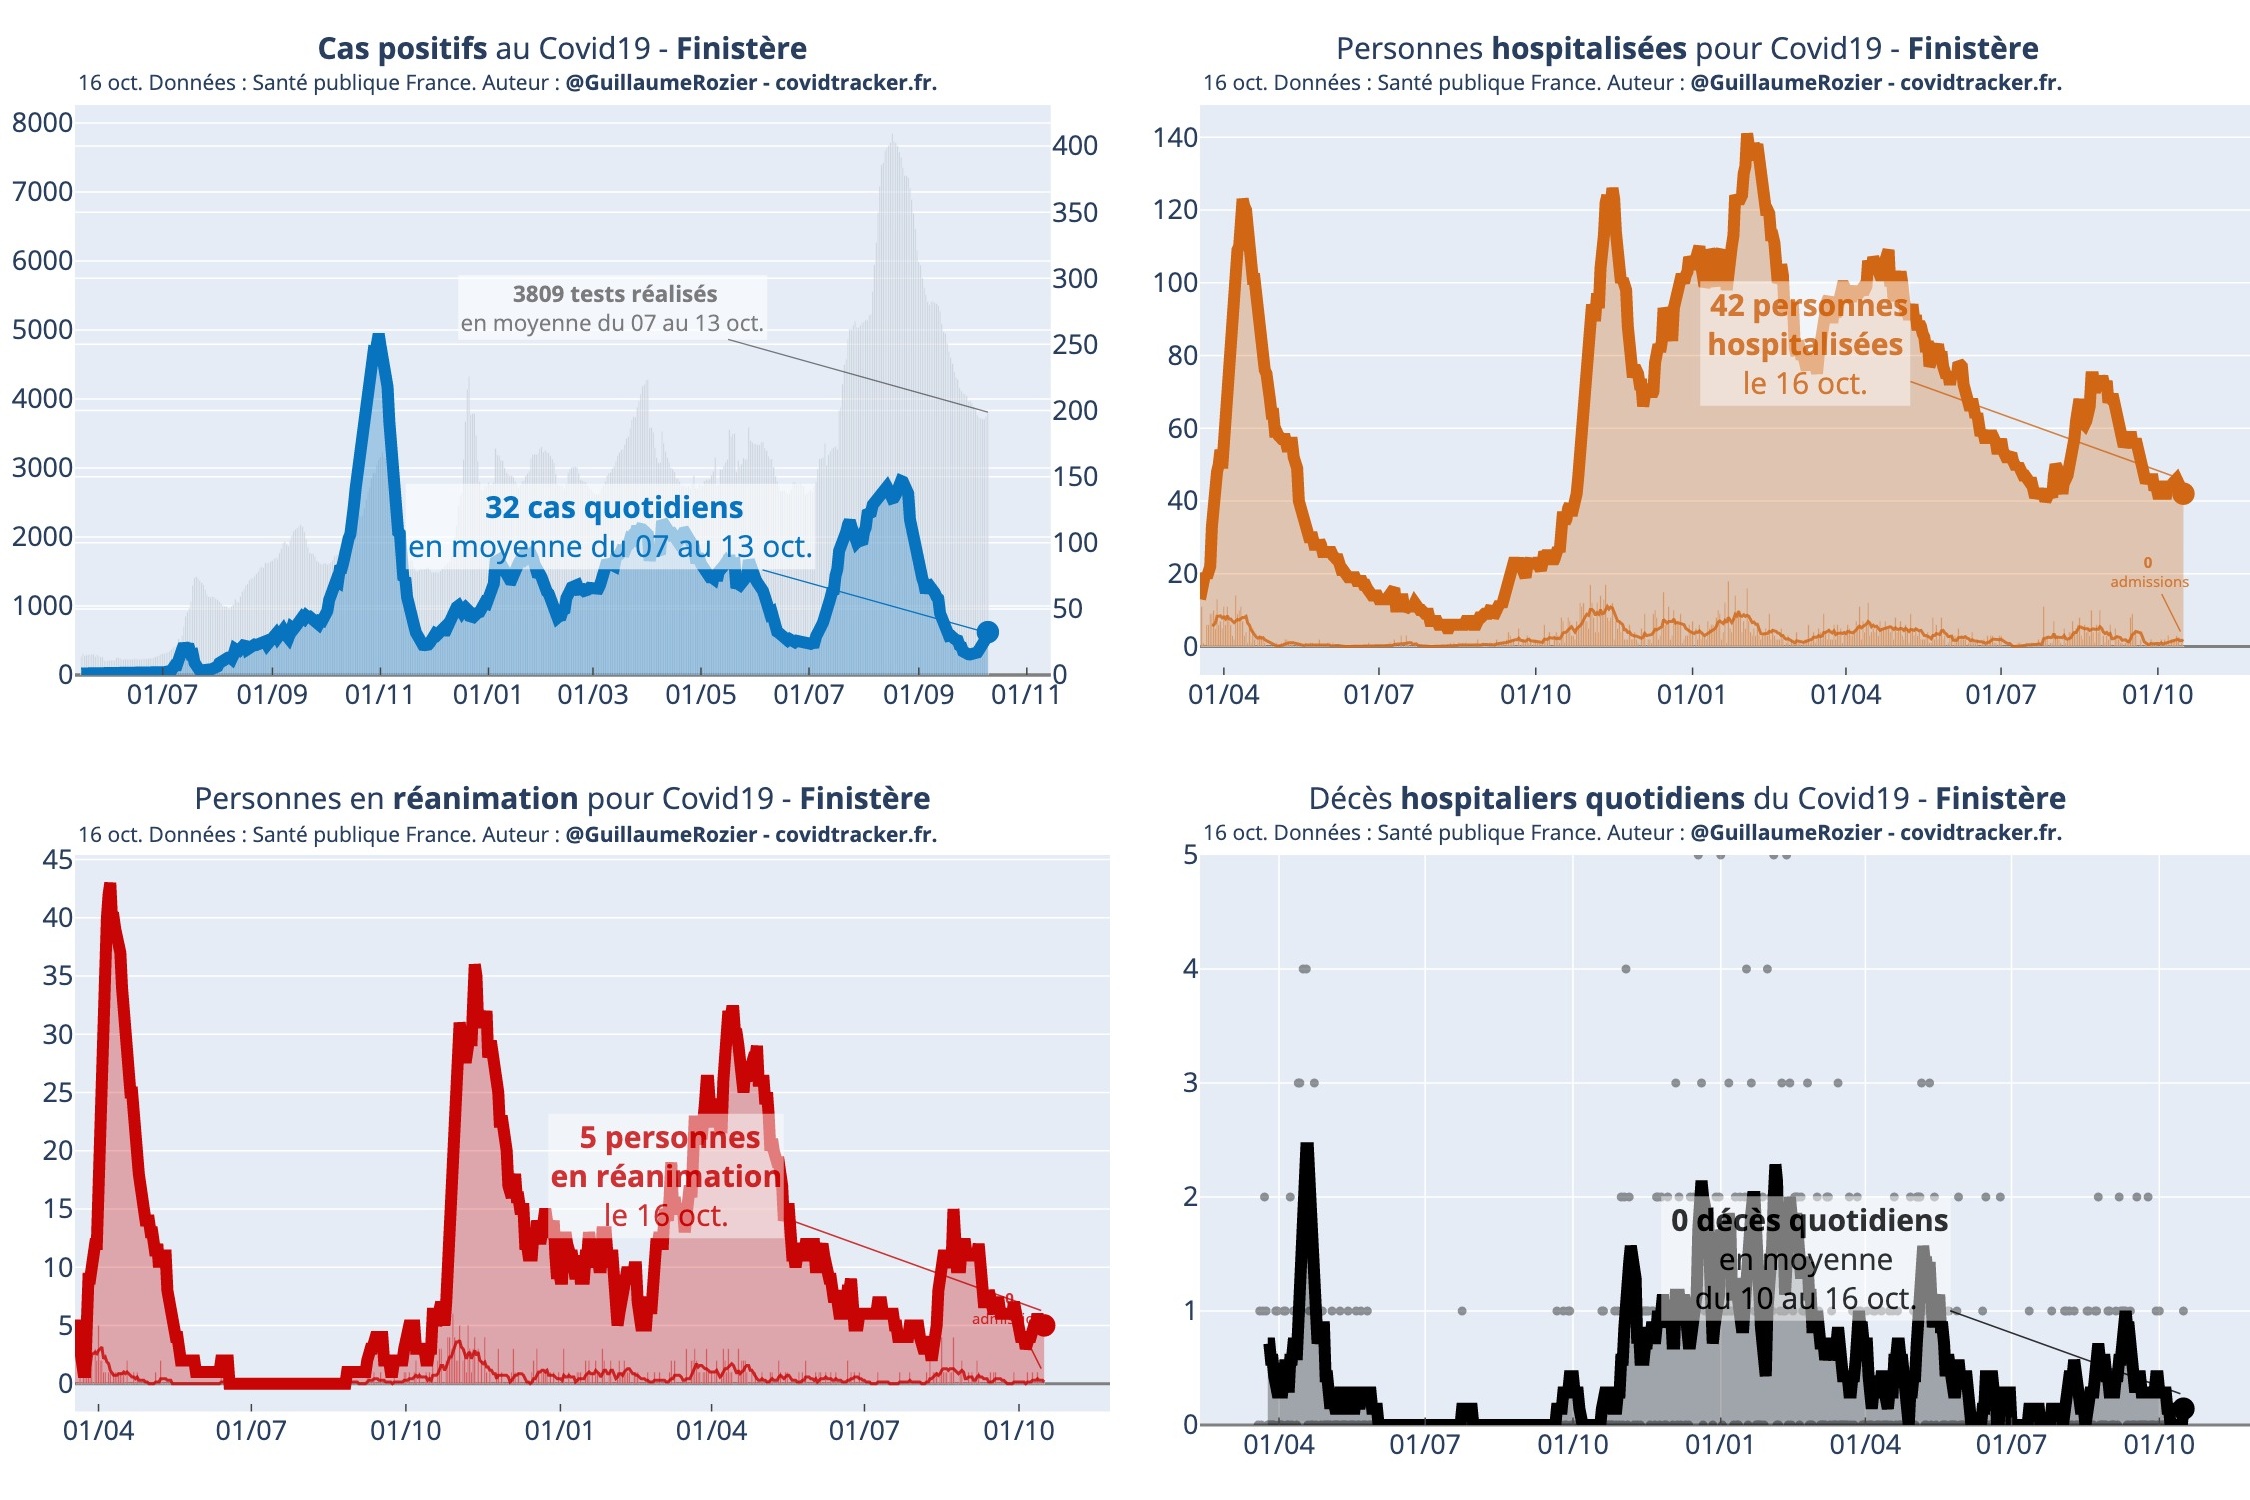 Cas positifs au Covid19 - Finistère
16 oct. Données : Santé publique France. Auteur : @GuillaumeRozier - covidtracker.fr.
8000
7000
6000
5000
4000
3000
2000
1000
0
400
350
300
250
200
150
100
50
0
3809 tests réalisés
en moyenne du 07 au 13 oct.
32 cas quotidiens
en moyenne du 07 au 13 oct.
01/07 01/09 01/11 01/01 01/03 01/05 01/07 01/09 01/11
Personnes hospitalisées pour Covid19 - Finistère
16 oct. Données : Santé publique France. Auteur : @GuillaumeRozier - covidtracker.fr.
140
120
100
80
60
40
20
0
42 personnes
hospitalisées
le 16 oct.
0
admissions
01/04 01/07 01/10 01/01 01/04 01/07 01/10
Personnes en réanimation pour Covid19 - Finistère
16 oct. Données : Santé publique France. Auteur : @GuillaumeRozier - covidtracker.fr.
45
40
35
30
25
20
15
10
5
0
5 personnes
en réanimation
le 16 oct.
0
01/04 01/07 01/10 01/01 01/04 01/07 01/10
Décès hospitaliers quotidiens du Covid19 - Finistère
16 oct. Données : Santé publique France. Auteur : @GuillaumeRozier - covidtracker.fr.
5
4
3
2
1
0
0 décès quotidiens
en moyenne
du 10 au 16 oct.
01/04 01/07 01/10 01/01 01/04 01/07 01/10